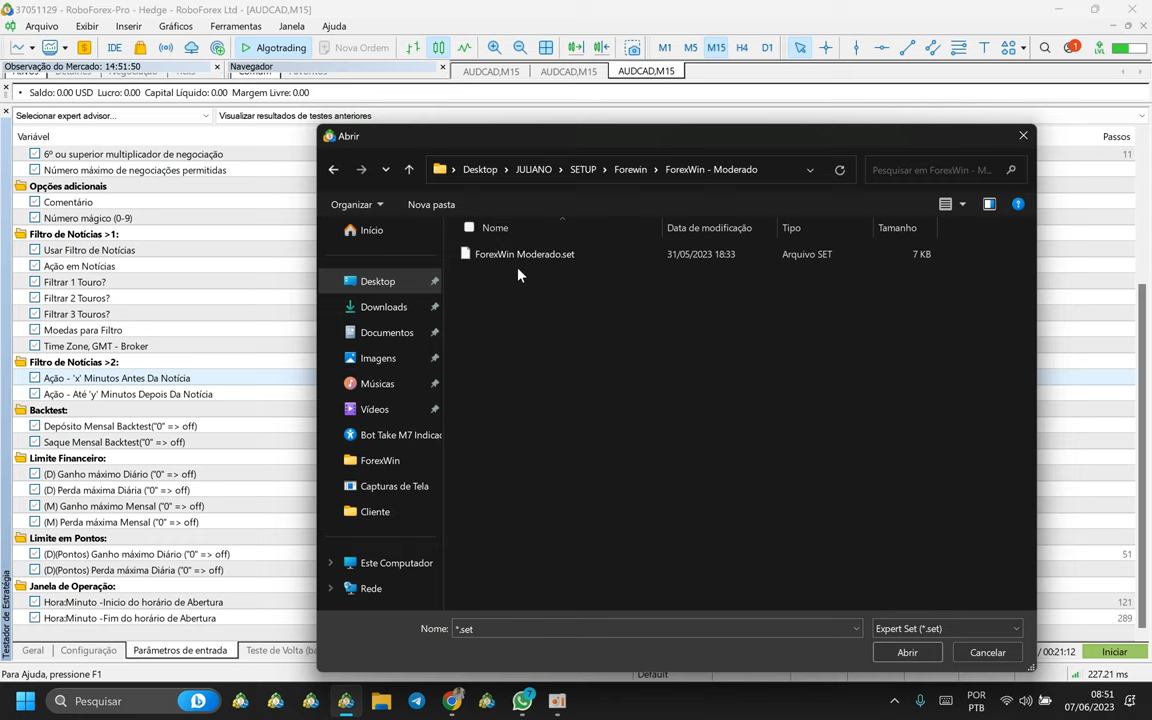 37051129 - RoboForex-Pro - Hedge - RoboForex Ltd - [AUDCAD,M15]
Arquivo Exibir Inserir Gráficos Ferramentas Janela Ajuda
IDE Algotrading Nova Ordem M1 M5 M15 H4 D1 1 LVL
Observação do Mercado: 14:51:50 Navegador AUDCAD,M15 AUDCAD,M15 AUDCAD,M15
Saldo: 0.00 USD Lucro: 0.00 Capital Líquido: 0.00 Margem Livre: 0.00
Selecionar expert advisor... Visualizar resultados de testes anteriores
Variável Passos
6º ou superior multiplicador de negociação 11
Número máximo de negociações permitidas
Opções adicionais
Comentário
Número mágico (0-9)
Filtro de Notícias >1:
Usar Filtro de Notícias
Ação em Notícias
Filtrar 1 Touro?
Filtrar 2 Touros?
Filtrar 3 Touros?
Moedas para Filtro
Time Zone, GMT - Broker
Filtro de Notícias >2:
Ação - 'x' Minutos Antes Da Notícia
Ação - Até 'y' Minutos Depois Da Notícia
Backtest:
Depósito Mensal Backtest("0" => off)
Saque Mensal Backtest("0" => off)
Limite Financeiro:
(D) Ganho máximo Diário ("0" => off)
(D) Perda máxima Diária ("0" => off)
(M) Ganho máximo Mensal ("0" => off)
(M) Perda máxima Mensal ("0" => off)
Limite em Pontos:
(D)(Pontos) Ganho máximo Diário ("0" => off) 51
(D)(Pontos) Perda máxima Diária ("0" => off)
Janela de Operação:
Hora:Minuto -Inicio do horário de Abertura 121
Hora:Minuto -Fim do horário de Abertura 289
Testador de Estratégia
Geral Configuração Parâmetros de entrada Teste de Volta (ba / 00:21:12 Iniciar
Para Ajuda, pressione F1 Default 227.21 ms
Abrir
Desktop > JULIANO > SETUP > Forewin > ForexWin - Moderado
Pesquisar em ForexWin - M...
Organizar Nova pasta
Nome Data de modificação Tipo Tamanho
ForexWin Moderado.set 31/05/2023 18:33 Arquivo SET 7 KB
Início
Desktop
Downloads
Documentos
Imagens
Músicas
Vídeos
Bot Take M7 Indica
ForexWin
Capturas de Tela
Cliente
Este Computador
Rede
Nome: *.set Expert Set (*.set)
Abrir Cancelar
Pesquisar 7 POR PTB 08:51 07/06/2023